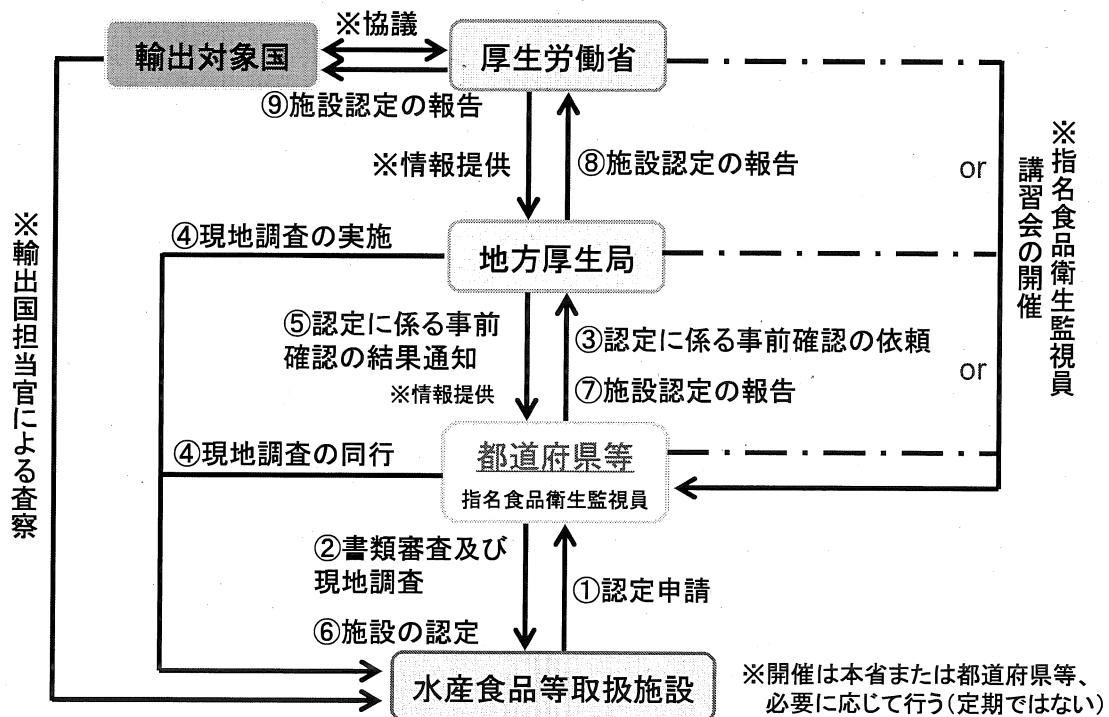 ※協議
輸出対象国
厚生労働省
⑨施設認定の報告
※情報提供
⑧施設認定の報告
or
※指名食品衛生監視員
講習会の開催
④現地調査の実施
地方厚生局
※輸出国担当官による査察
⑤認定に係る事前
確認の結果通知
※情報提供
③認定に係る事前確認の依頼
⑦施設認定の報告
or
④現地調査の同行
都道府県等
指名食品衛生監視員
②書類審査及び
現地調査
①認定申請
⑥施設の認定
水産食品等取扱施設
※開催は本省または都道府県等、
必要に応じて行う(定期ではない)